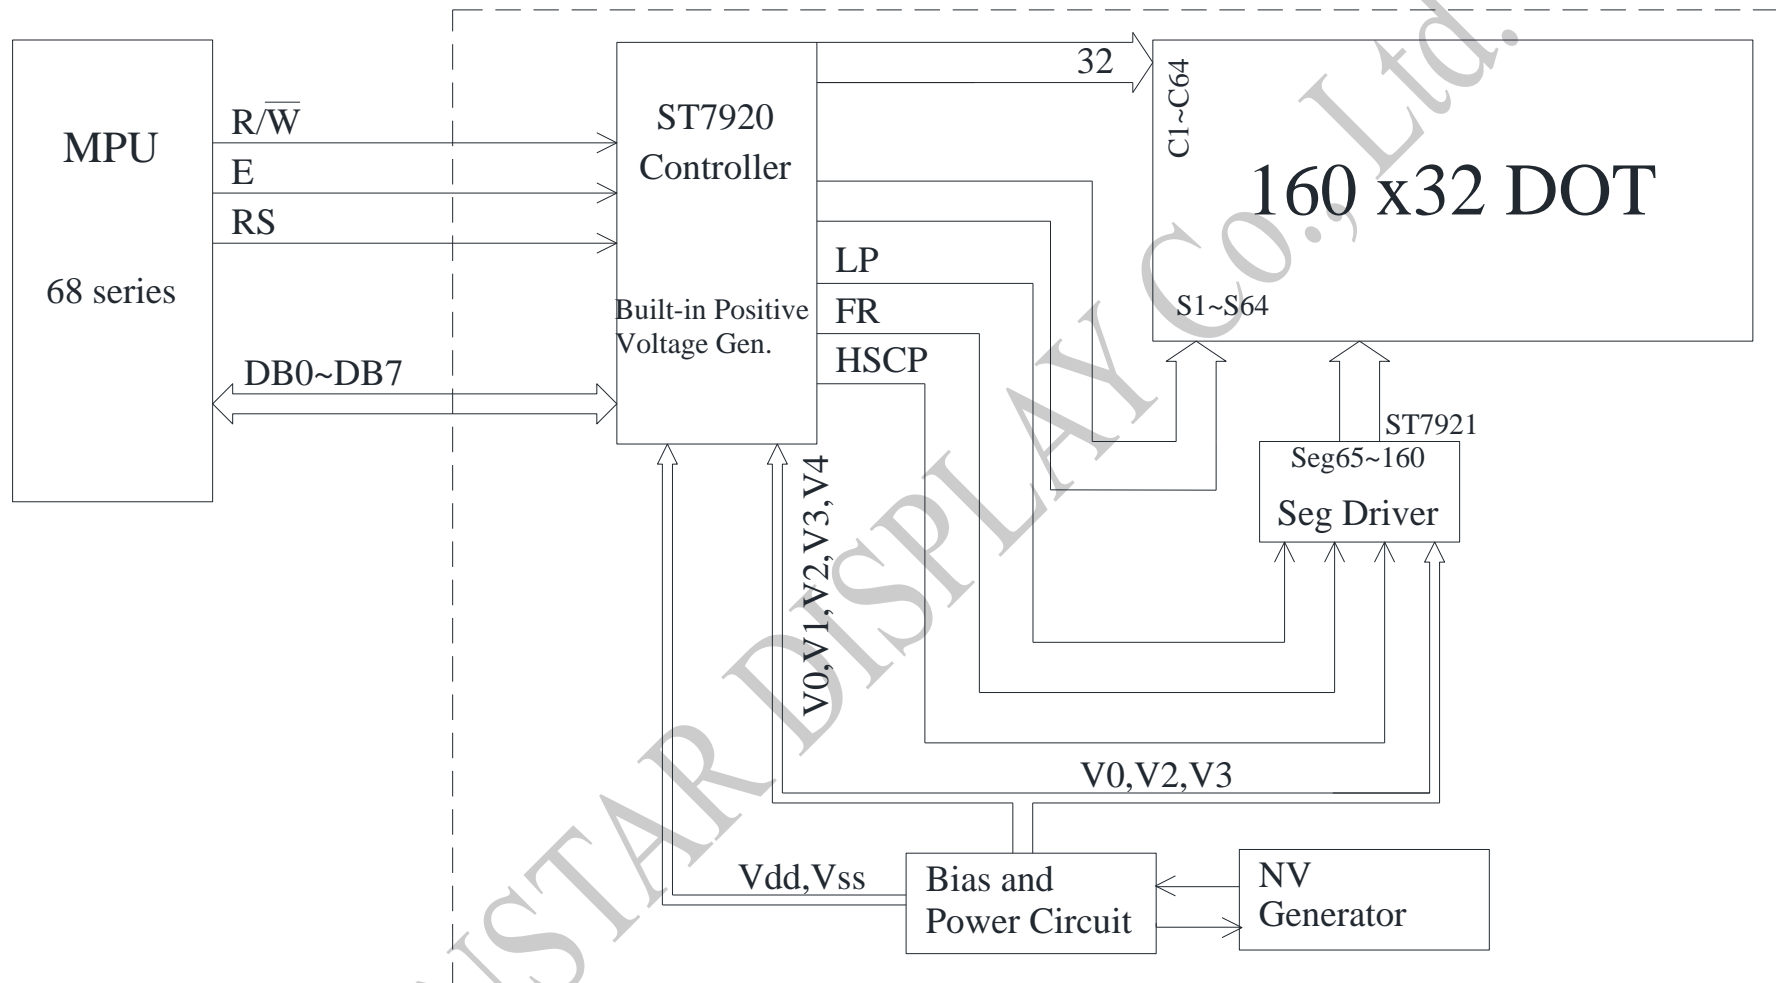 MPU
68 series
R/W̅
E
RS
DB0~DB7
ST7920
Controller
Built-in Positive
Voltage Gen.
32
C1~C64
160 x32 DOT
S1~S64
LP
FR
HSCP
ST7921
Seg65~160
Seg Driver
V0,V1,V2,V3,V4
V0,V2,V3
Vdd,Vss
Bias and
Power Circuit
NV
Generator
NSTAR DISPLAY Co., Ltd.